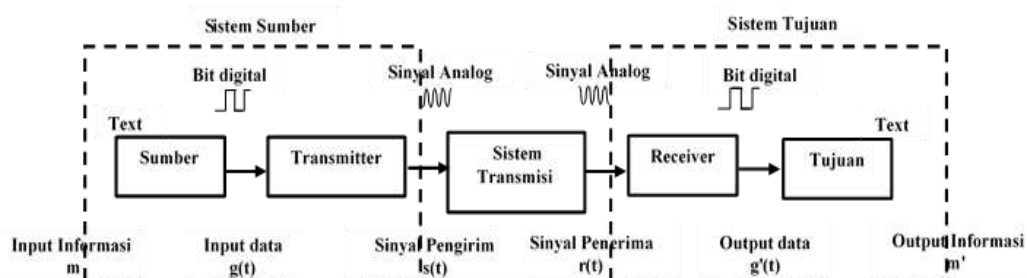 Sistem Sumber
Sistem Tujuan
Bit digital
Sinyal Analog
Sinyal Analog
Bit digital
Text
Text
Sumber
Transmitter
Sistem
Transmisi
Receiver
Tujuan
Input Informasi
m
Input data
g(t)
Sinyal Pengirim
s(t)
Sinyal Penerima
r(t)
Output data
g'(t)
Output Informasi
m'